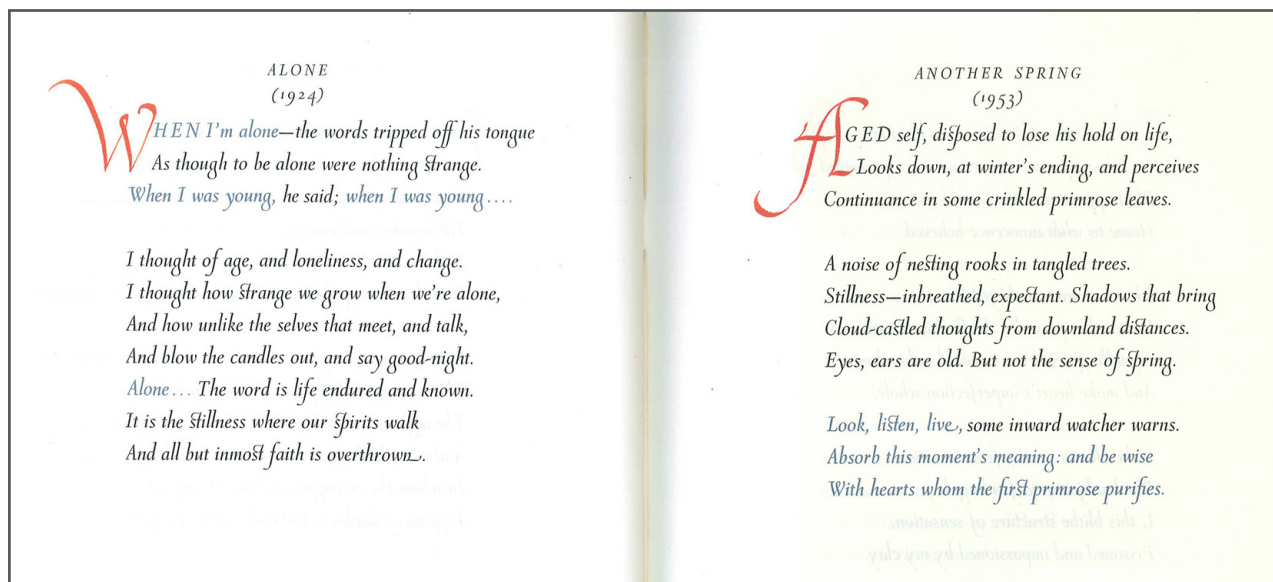 ALONE
(1924)
WHEN I'm alone—the words tripped off his tongue
As though to be alone were nothing strange.
When I was young, he said; when I was young....
I thought of age, and loneliness, and change.
I thought how strange we grow when we're alone,
And how unlike the selves that meet, and talk,
And blow the candles out, and say good-night.
Alone... The word is life endured and known.
It is the stillness where our spirits walk
And all but inmost faith is overthrown.
ANOTHER SPRING
(1953)
AGED self, disposed to lose his hold on life,
Looks down, at winter's ending, and perceives
Continuance in some crinkled primrose leaves.
A noise of nesting rooks in tangled trees.
Stillness—inbreathed, expectant. Shadows that bring
Cloud-castled thoughts from downland distances.
Eyes, ears are old. But not the sense of spring.
Look, listen, live, some inward watcher warns.
Absorb this moment's meaning: and be wise
With hearts whom the first primrose purifies.